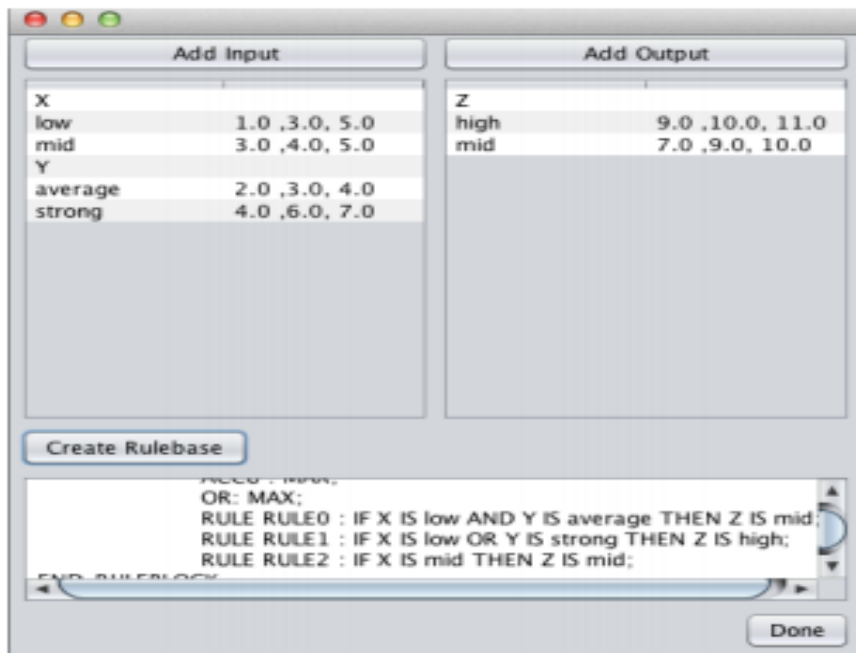 Add Input
Add Output
X
low 1.0 ,3.0, 5.0
mid 3.0 ,4.0, 5.0
Y
average 2.0 ,3.0, 4.0
strong 4.0 ,6.0, 7.0
Z
high 9.0 ,10.0, 11.0
mid 7.0 ,9.0, 10.0
Create Rulebase
OR: MAX;
RULE RULE0 : IF X IS low AND Y IS average THEN Z IS mid;
RULE RULE1 : IF X IS low OR Y IS strong THEN Z IS high;
RULE RULE2 : IF X IS mid THEN Z IS mid;
Done